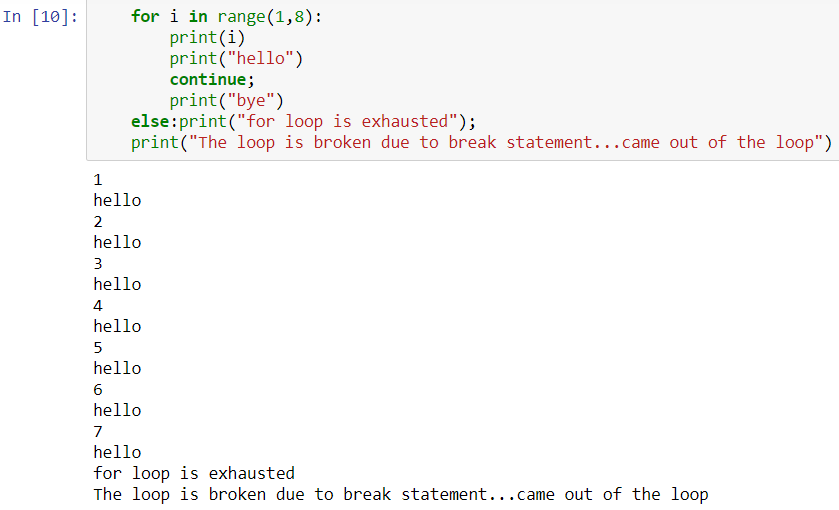 In [10]:
for i in range(1,8):
    print(i)
    print("hello")
    continue;
    print("bye")
else:print("for loop is exhausted");
print("The loop is broken due to break statement...came out of the loop")
1
hello
2
hello
3
hello
4
hello
5
hello
6
hello
7
hello
for loop is exhausted
The loop is broken due to break statement...came out of the loop